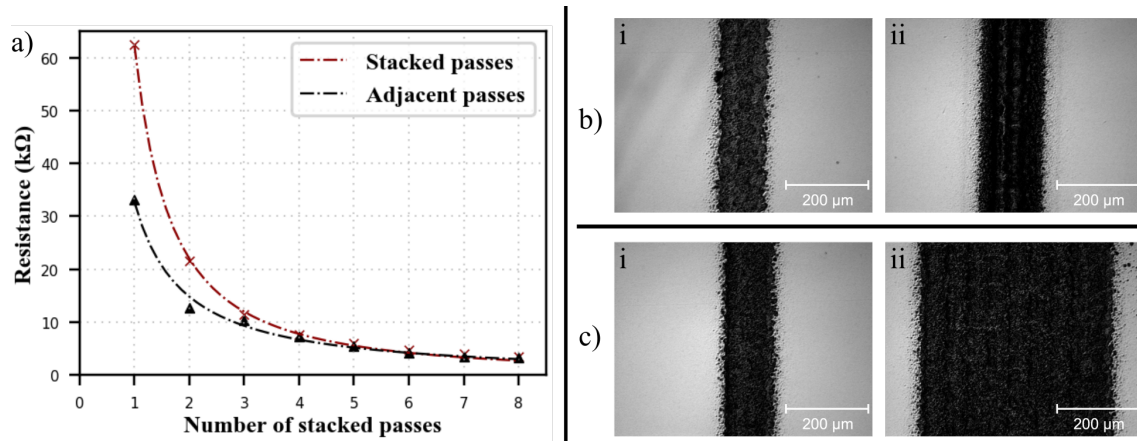 a)
Resistance (kΩ)
60
50
40
30
20
10
0
Stacked passes
Adjacent passes
0 1 2 3 4 5 6 7 8
Number of stacked passes
b)
i
200 µm
ii
200 µm
c)
i
200 µm
ii
200 µm